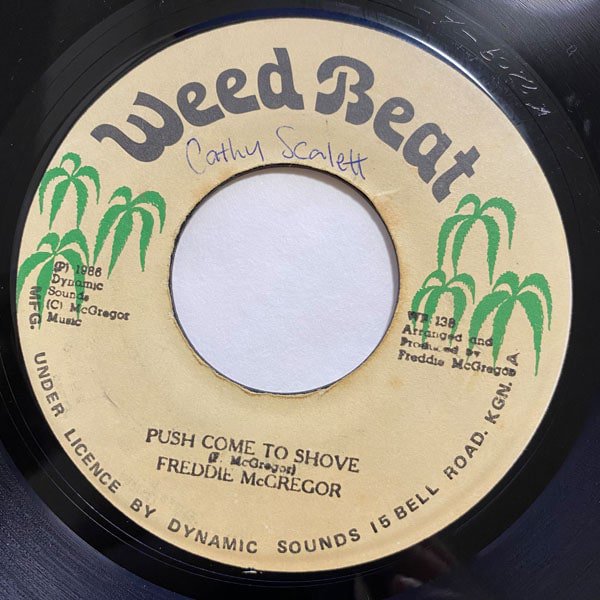 Weed Beat
Cathy Scalett
(P) 1986
Dynamic
Sounds
(C) McGregor
Music
WB 138
Arranged and
Produced by
Freddie McGregor
PUSH COME TO SHOVE
(F. McGregor)
FREDDIE McGREGOR
MFG. UNDER LICENCE BY DYNAMIC SOUNDS 15 BELL ROAD. KGN. JA